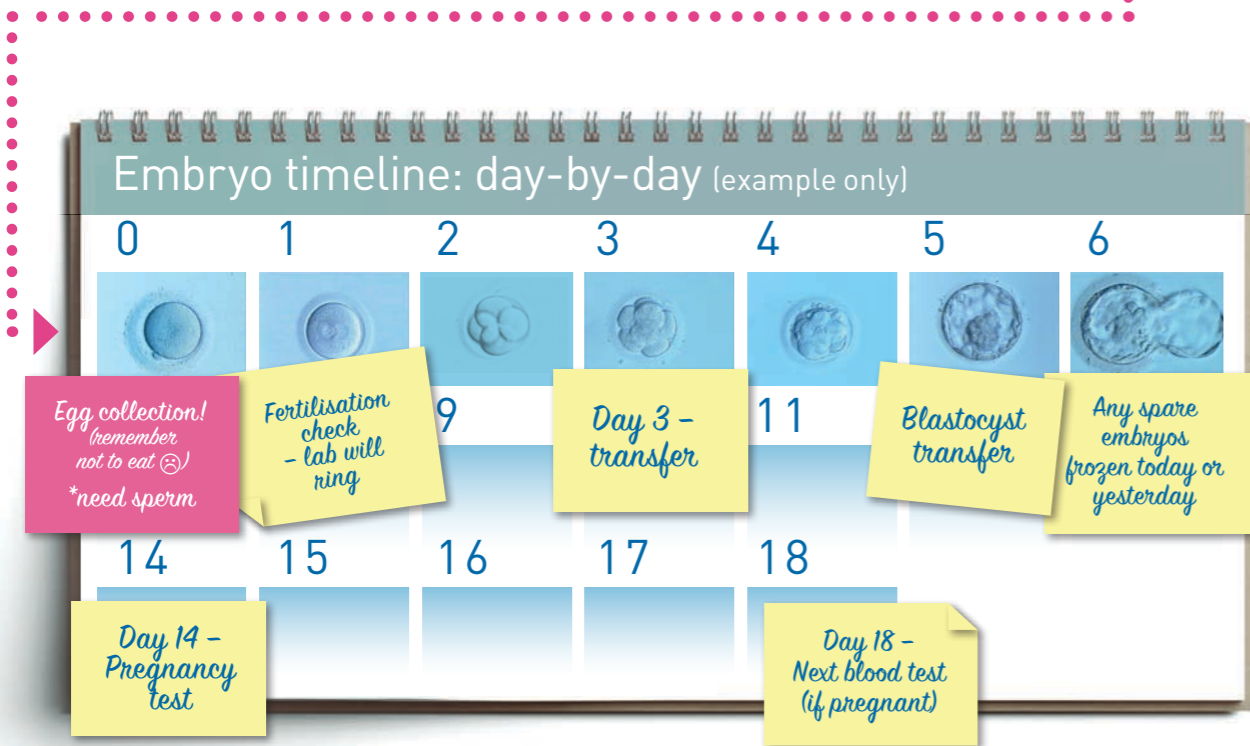 Embryo timeline: day-by-day (example only)
0 1 2 3 4 5 6
Egg collection!
(remember
not to eat ☹)
*need sperm
Fertilisation
check
– lab will
ring
9
Day 3 –
transfer
11
Blastocyst
transfer
Any spare
embryos
frozen today or
yesterday
14 15 16 17 18
Day 14 –
Pregnancy
test
Day 18 –
Next blood test
(if pregnant)